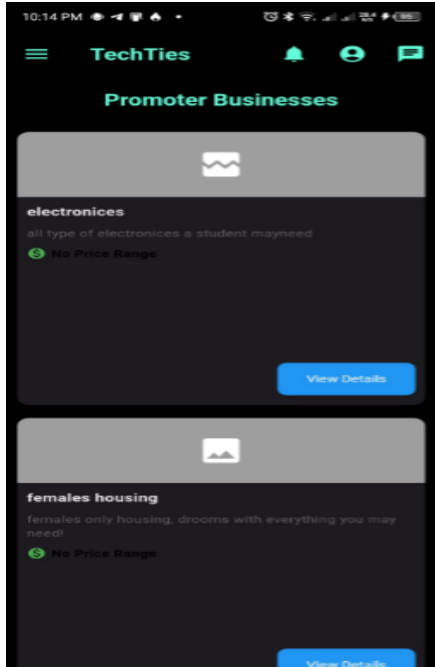 10:14 PM
95
TechTies
Promoter Businesses
electronices
all type of electronices a student mayneed
No Price Range
View Details
females housing
females only housing, drooms with everything you may
need!
No Price Range
View Details